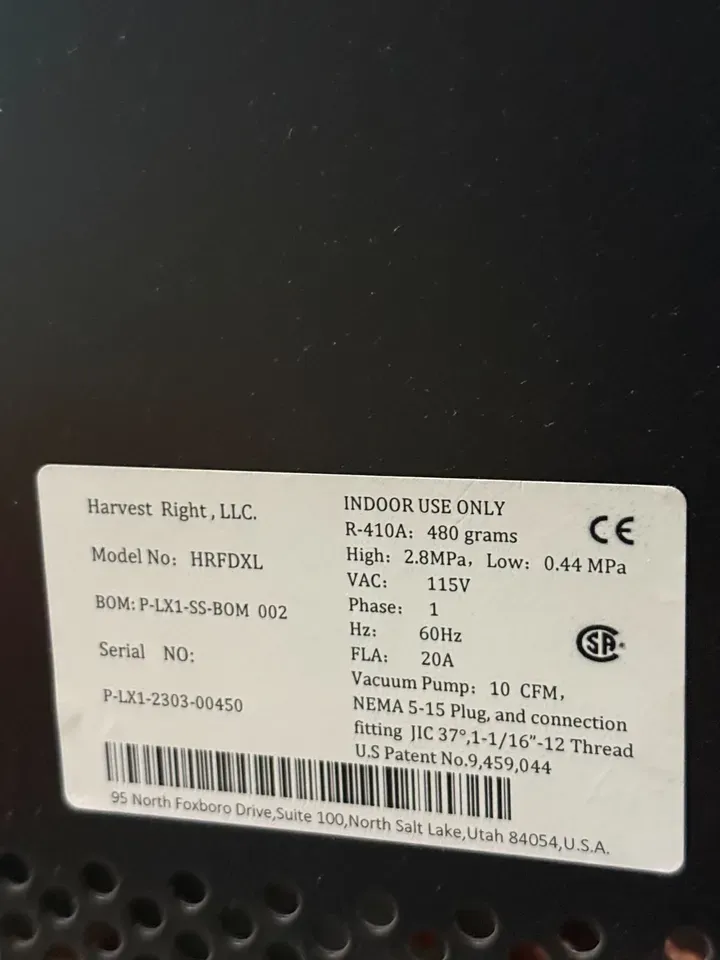 Harvest Right, LLC.
Model No: HRFDXL
BOM: P-LX1-SS-BOM 002
Serial NO:
P-LX1-2303-00450
INDOOR USE ONLY
R-410A: 480 grams
High: 2.8MPa, Low: 0.44 MPa
VAC: 115V
Phase: 1
Hz: 60Hz
FLA: 20A
Vacuum Pump: 10 CFM,
NEMA 5-15 Plug, and connection
fitting JIC 37°,1-1/16"-12 Thread
U.S Patent No.9,459,044
CE
SA
95 North Foxboro Drive,Suite 100,North Salt Lake,Utah 84054,U.S.A.